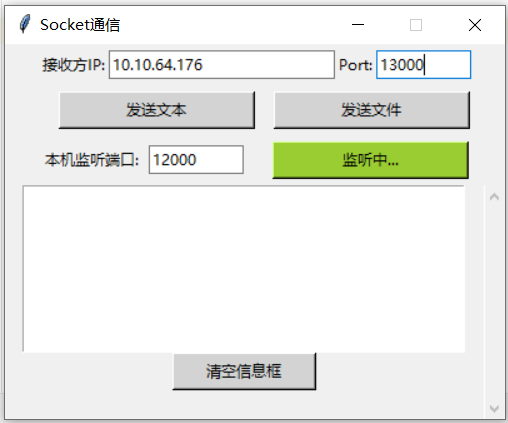 Socket通信
接收方IP: 10.10.64.176 Port: 13000
发送文本 发送文件
本机监听端口: 12000 监听中...
清空信息框